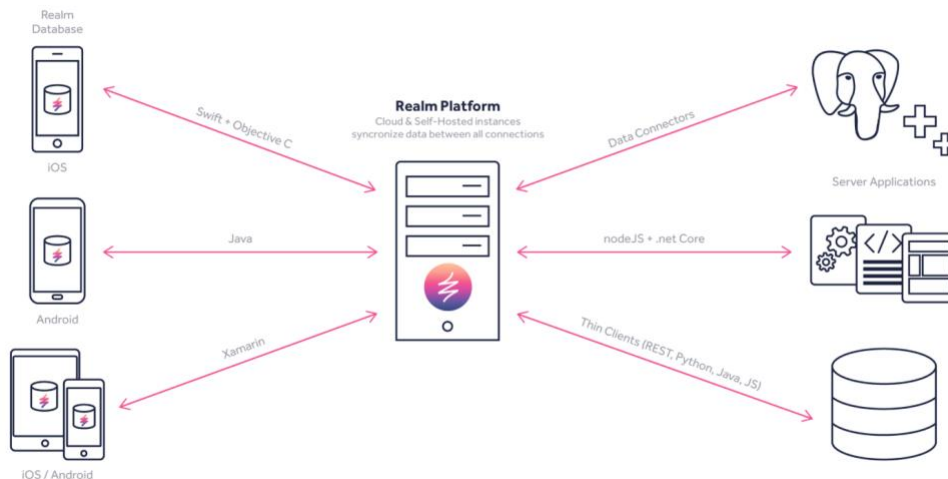 Realm
Database
iOS
Android
iOS / Android
Swift + Objective C
Java
Xamarin
Realm Platform
Cloud & Self-Hosted instances
syncronize data between all connections
Data Connectors
nodeJS + .net Core
Thin Clients (REST, Python, Java, JS)
Server Applications
</>